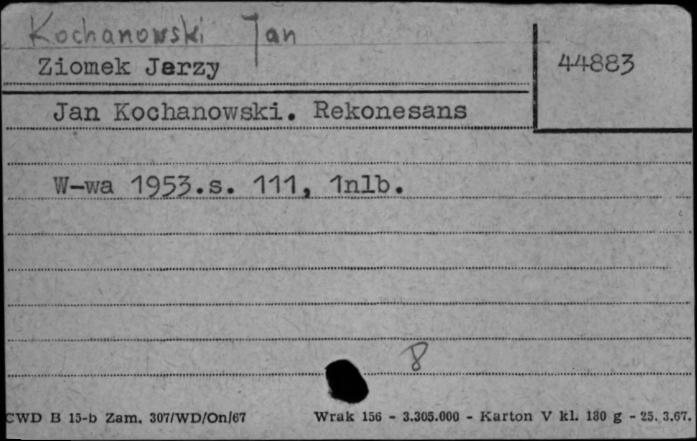 Kochanowski Jan
Ziomek Jerzy
44883
Jan Kochanowski. Rekonesans
W-wa 1953.s. 111, 1nlb.
8
CWD B 15-b Zam. 307/WD/On/67 Wrak 156 - 3.305.000 - Karton V kl. 180 g - 25. 3.67.